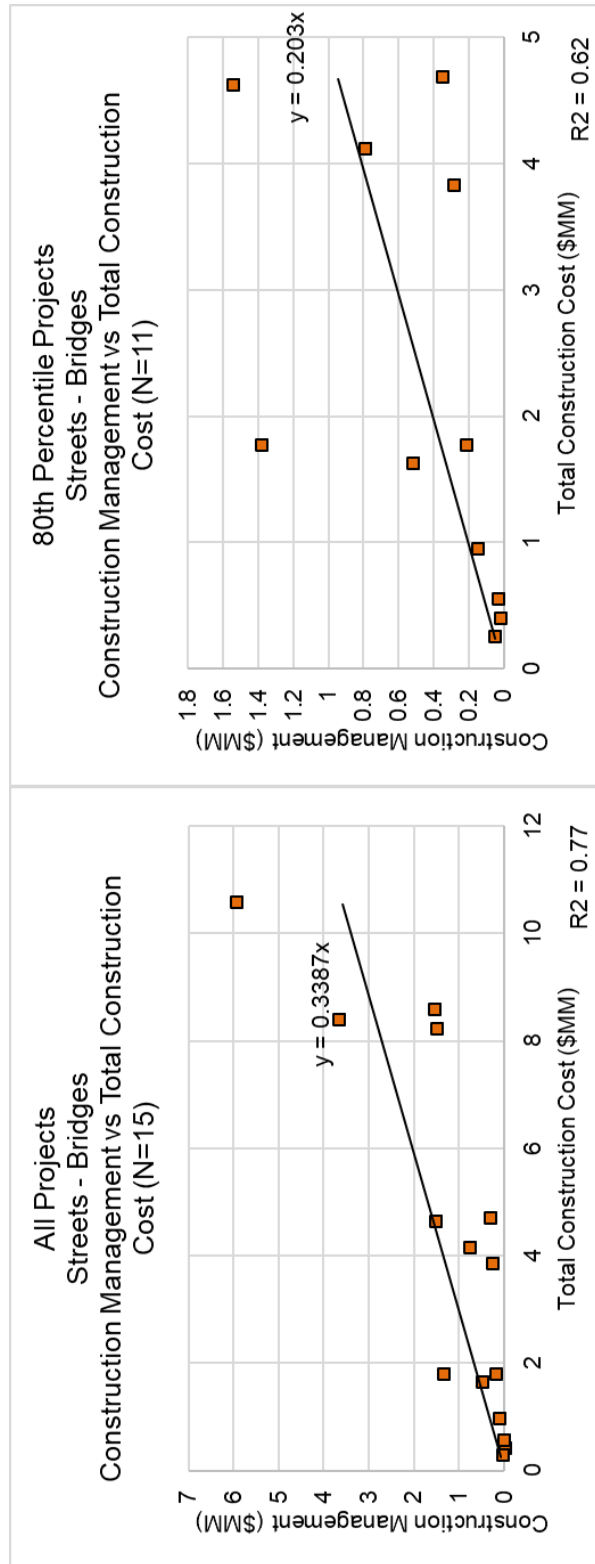 All Projects
Streets - Bridges
Construction Management vs Total Construction
Cost (N=15)
Construction Management ($MM)
7
6
5
4
3
2
1
0
y = 0.3387x
0 2 4 6 8 10 12
Total Construction Cost ($MM)
R2 = 0.77
80th Percentile Projects
Streets - Bridges
Construction Management vs Total Construction
Cost (N=11)
Construction Management ($MM)
1.8
1.6
1.4
1.2
1
0.8
0.6
0.4
0.2
0
y = 0.203x
0 1 2 3 4 5
Total Construction Cost ($MM)
R2 = 0.62